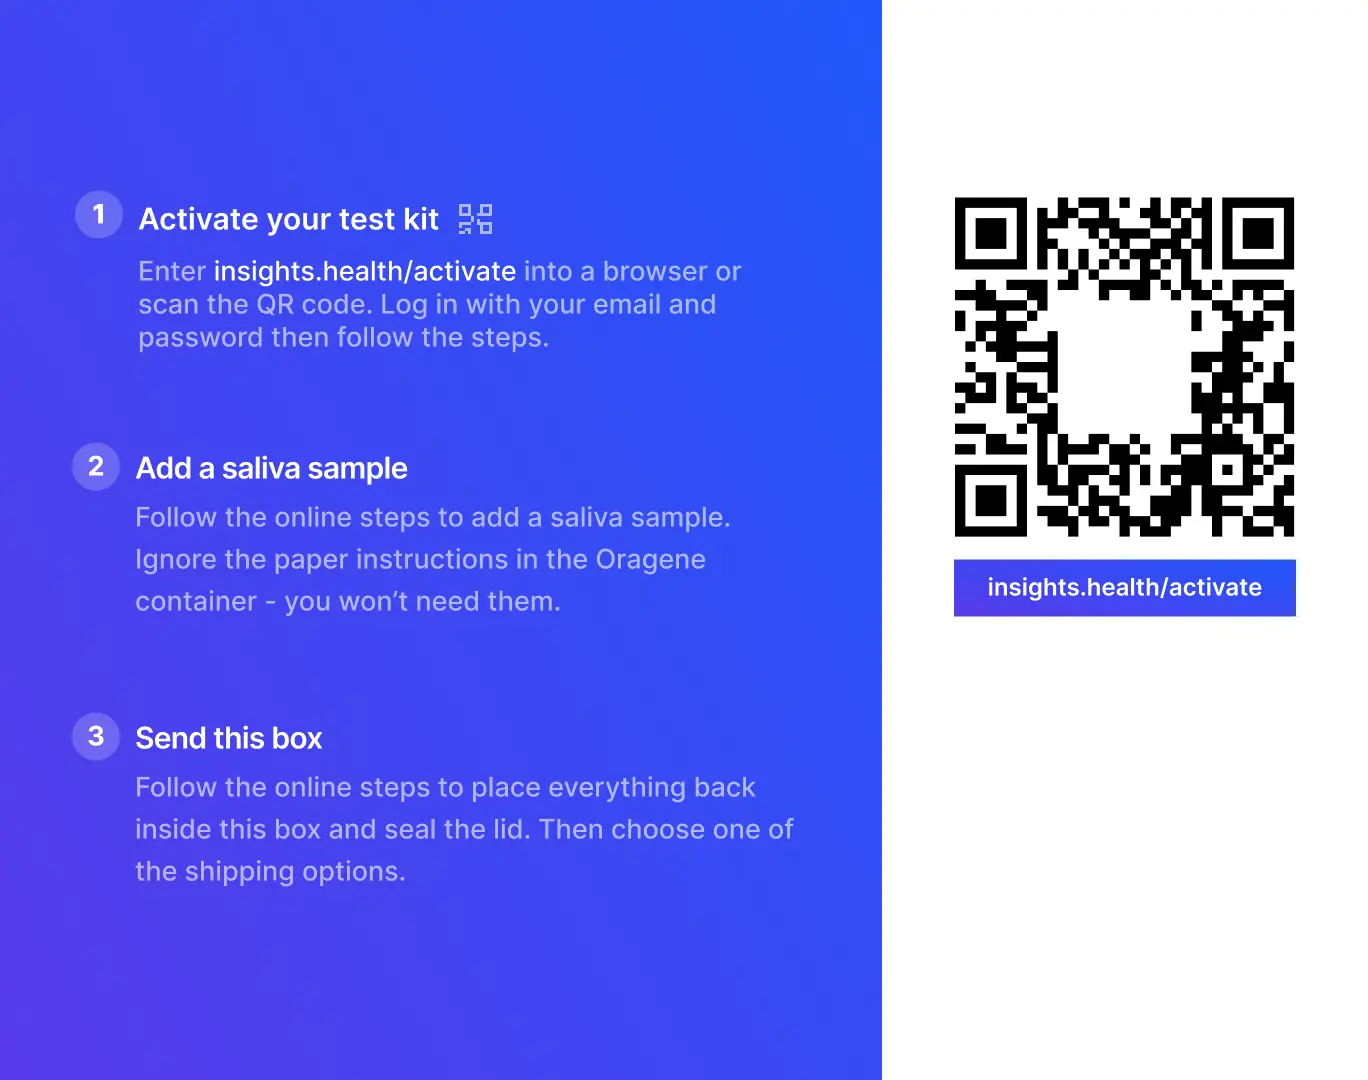 1 Activate your test kit
Enter insights.health/activate into a browser or
scan the QR code. Log in with your email and
password then follow the steps.
2 Add a saliva sample
Follow the online steps to add a saliva sample.
Ignore the paper instructions in the Oragene
container - you won’t need them.
3 Send this box
Follow the online steps to place everything back
inside this box and seal the lid. Then choose one of
the shipping options.
insights.health/activate